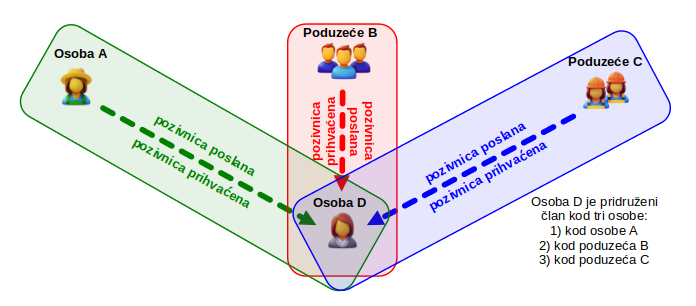 Osoba A
Poduzeće B
Poduzeće C
pozivnica poslana
pozivnica prihvaćena
pozivnica
prihvaćena
pozivnica
poslana
pozivnica poslana
pozivnica prihvaćena
Osoba D
Osoba D je pridruženi
član kod tri osobe:
1) kod osobe A
2) kod poduzeća B
3) kod poduzeća C